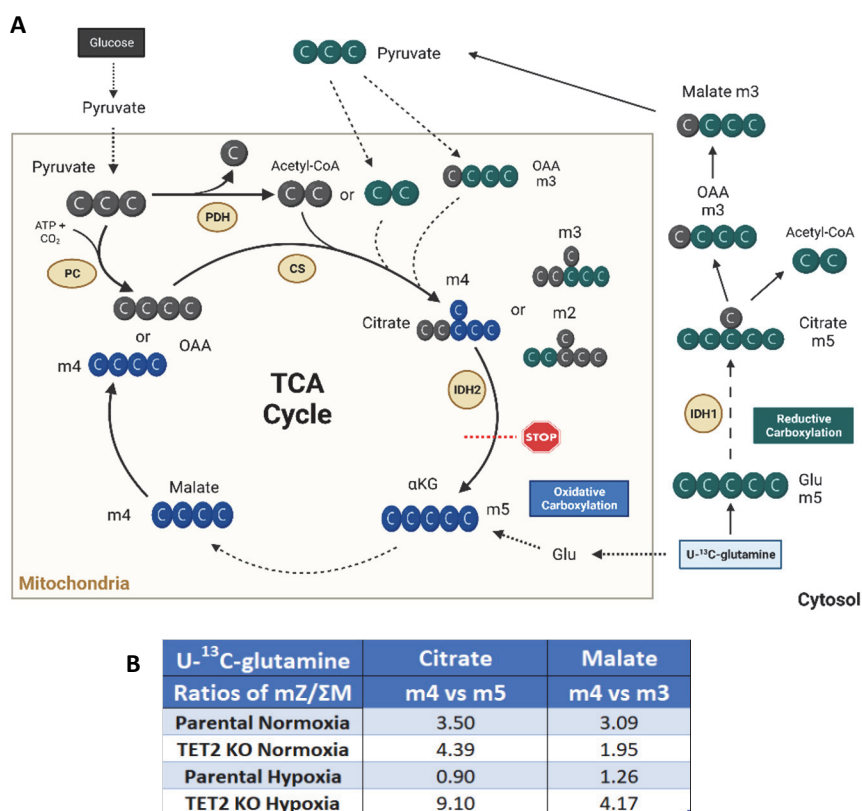 A
Glucose
Pyruvate
Pyruvate
C C C
ATP +
CO₂
PC
PDH
C
Acetyl-CoA
C C or C C
C C C Pyruvate
OAA
m3
C C C C
CS
C C C C
or
OAA
m4
C C C C
TCA
Cycle
m4
C
Citrate
C C C C C
or
m3
C
C C C C C
m2
C
C C C C C
IDH2
STOP
αKG
C C C C C
m5
Oxidative
Carboxylation
Malate
m4
C C C C
Glu
Mitochondria
Malate m3
C C C C
OAA
m3
C C C C
Acetyl-CoA
C C
C
C C C C C
Citrate
m5
IDH1
Reductive
Carboxylation
C C C C C
Glu
m5
U-¹³C-glutamine
Cytosol
B
U-¹³C-glutamine Citrate Malate
Ratios of mZ/ΣM m4 vs m5 m4 vs m3
Parental Normoxia 3.50 3.09
TET2 KO Normoxia 4.39 1.95
Parental Hypoxia 0.90 1.26
TET2 KO Hypoxia 9.10 4.17